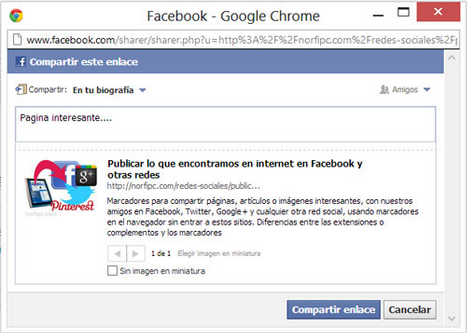 Facebook - Google Chrome
www.facebook.com/sharer/sharer.php?u=http%3A%2F%2Fnorfipc.com%2Fredes-sociales%2Fp
Compartir este enlace
Compartir: En tu biografía Amigos
Pagina interesante....
Publicar lo que encontramos en internet en Facebook y
otras redes
http://norfipc.com/redes-sociales/public...
Marcadores para compartir páginas, artículos o imágenes interesantes, con nuestros
amigos en Facebook, Twitter, Google+ y cualquier otra red social, usando marcadores
en el navegador sin entrar a estos sitios. Diferencias entre las extensiones o
complementos y los marcadores
g+
Pinterest
norfipc.com
1 de 1 Elegir imagen en miniatura
Sin imagen en miniatura
Compartir enlace Cancelar